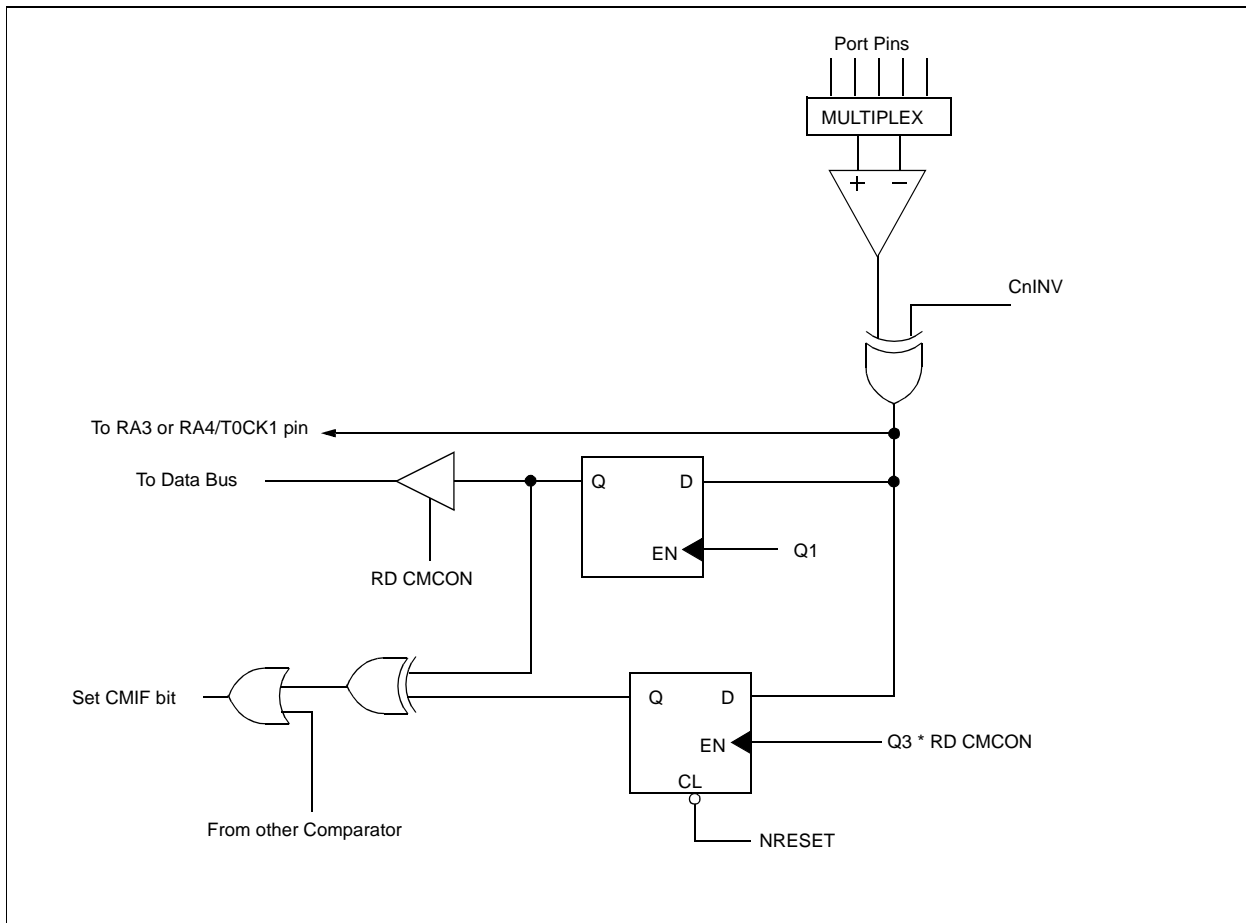 Port Pins
MULTIPLEX
+ −
CnINV
To RA3 or RA4/T0CK1 pin
To Data Bus
Q D
EN
Q1
RD CMCON
Set CMIF bit
Q D
EN
Q3 * RD CMCON
CL
From other Comparator
NRESET